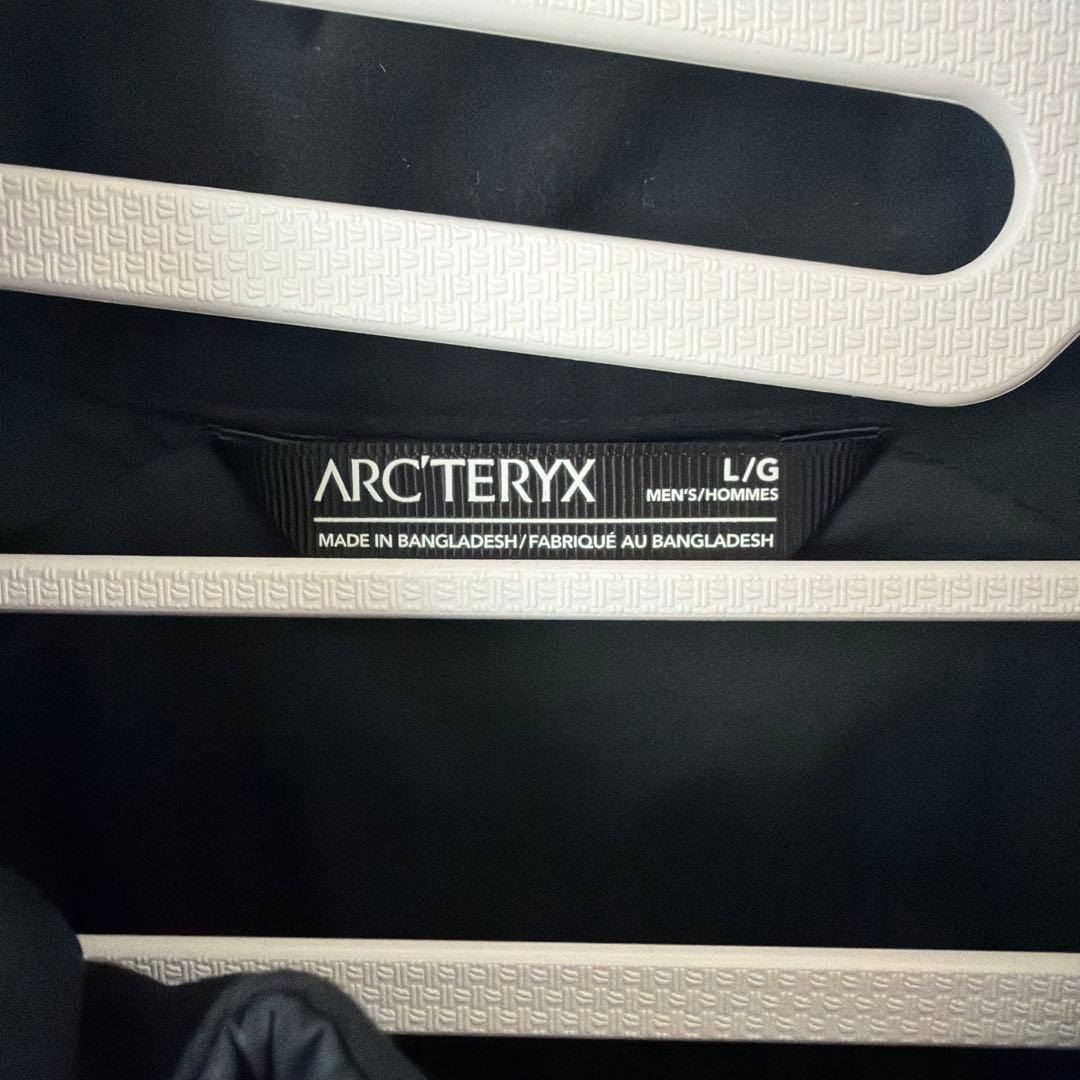 ARC'TERYX
L/G
MEN'S/HOMMES
MADE IN BANGLADESH/FABRIQUÉ AU BANGLADESH